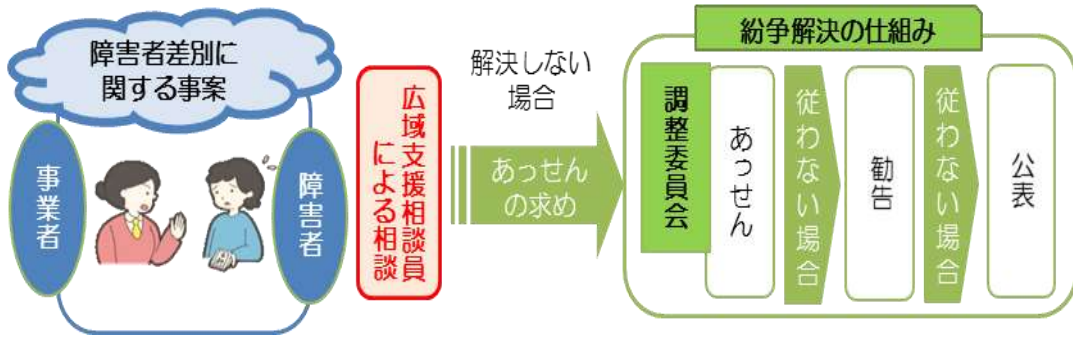 障害者差別に
関する事案
事業者
障害者
広域支援相談員
による相談
解決しない
場合
あっせん
の求め
紛争解決の仕組み
調整委員会
あっせん
従わない場合
勧告
従わない場合
公表